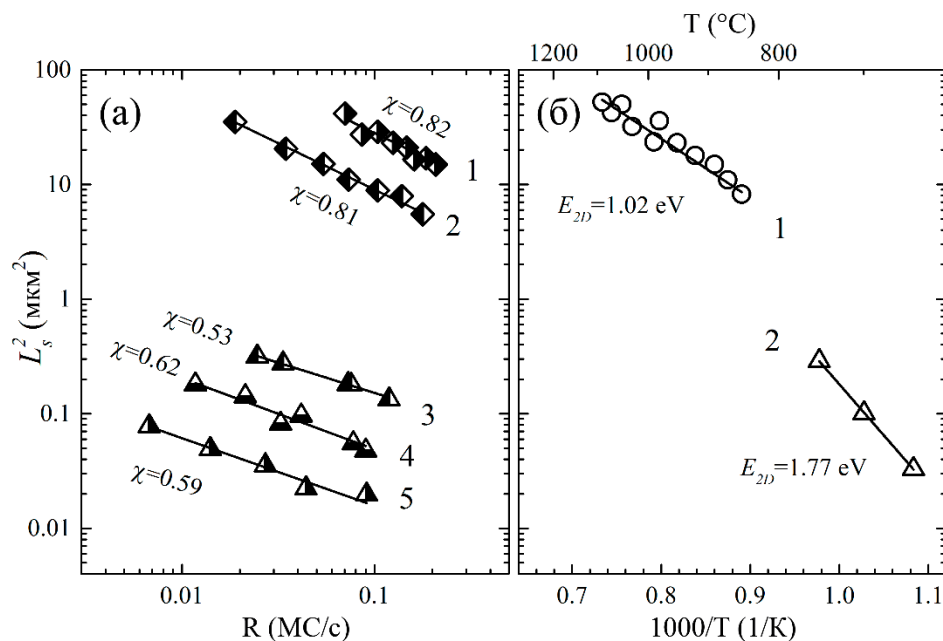 T (°C)
1200 1000 800
100
10
1
0.1
0.01
L_s^2 (мкм²)
(a)
χ=0.82
1
χ=0.81
2
χ=0.53
3
χ=0.62
4
χ=0.59
5
0.01 0.1
R (МС/с)
(б)
E_2D=1.02 eV
1
2
E_2D=1.77 eV
0.7 0.8 0.9 1.0 1.1
1000/T (1/K)